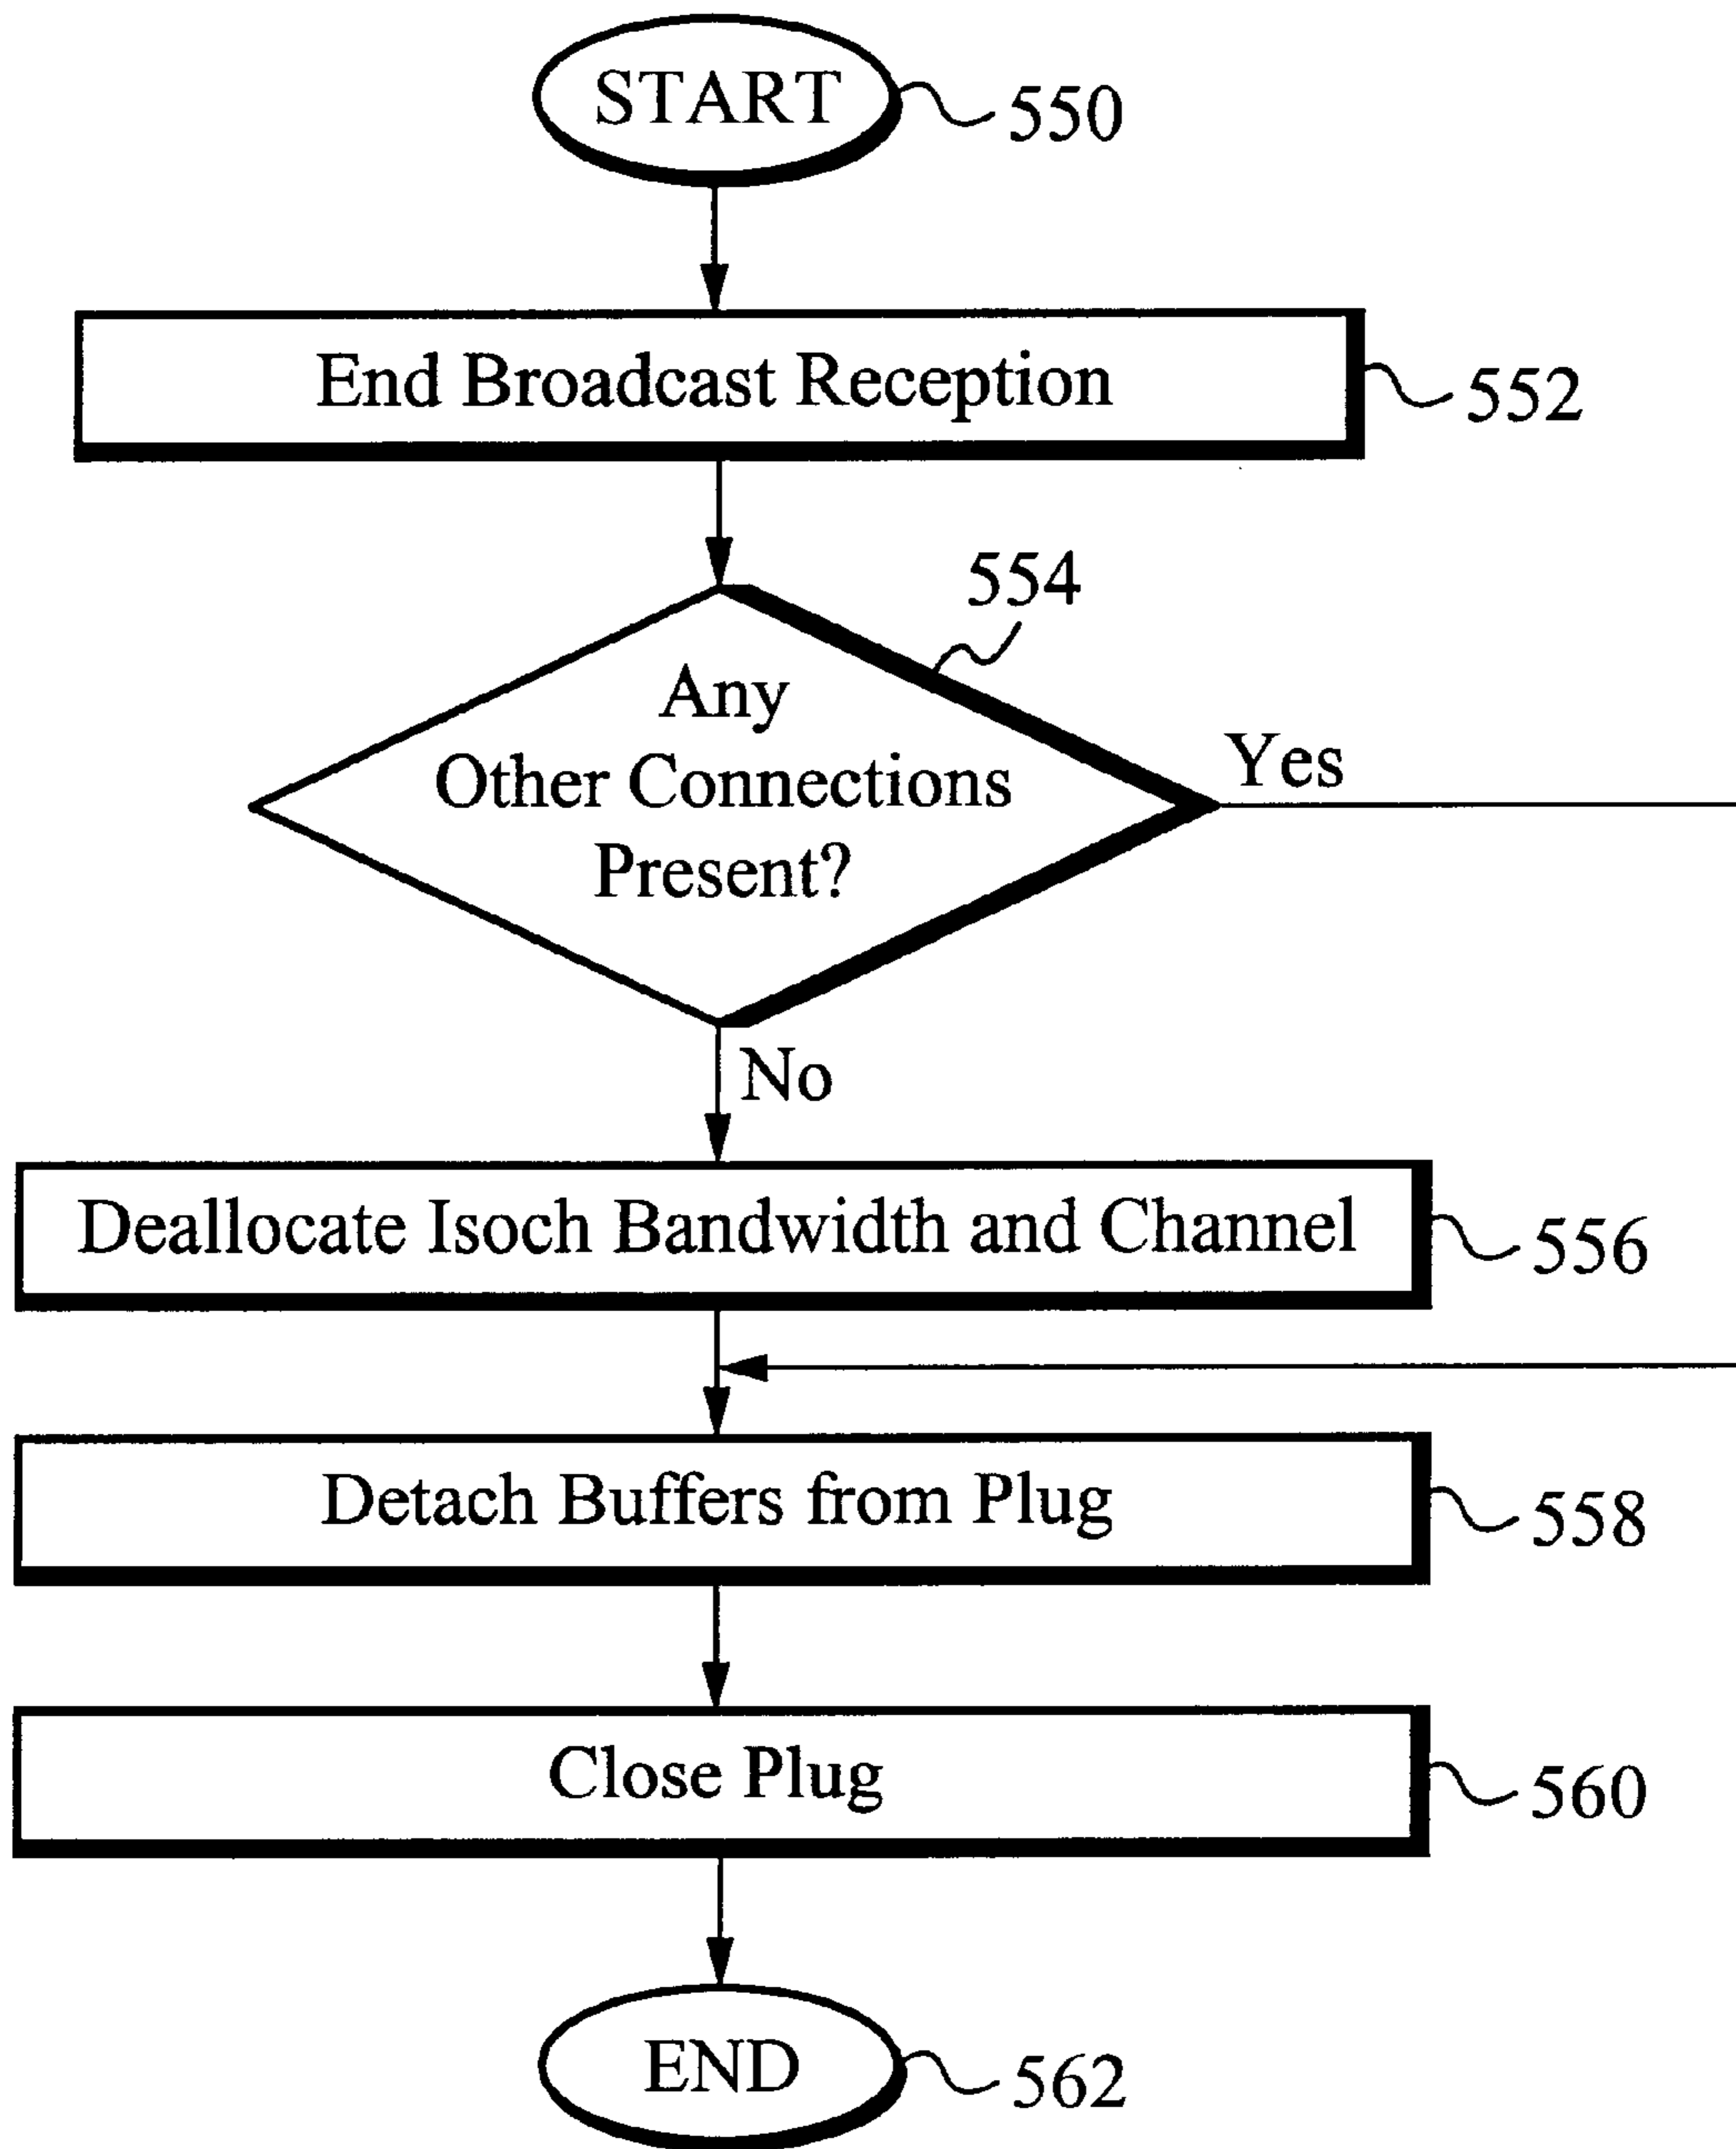 START
550
End Broadcast Reception
552
554
Any
Other Connections
Present?
Yes
No
Deallocate Isoch Bandwidth and Channel
556
Detach Buffers from Plug
558
Close Plug
560
END
562